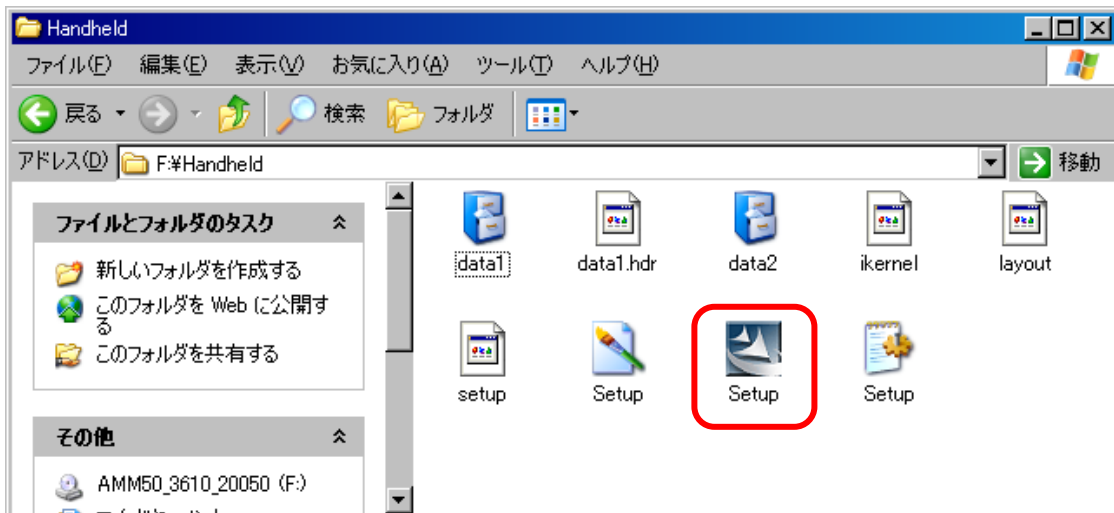 Handheld
ファイル(F) 編集(E) 表示(V) お気に入り(A) ツール(T) ヘルプ(H)
戻る 検索 フォルダ
アドレス(D) F:¥Handheld 移動
ファイルとフォルダのタスク
新しいフォルダを作成する
このフォルダを Web に公開す
る
このフォルダを共有する
その他
AMM50_3610_20050 (F:)
data1 data1.hdr data2 ikernel layout
setup Setup Setup Setup